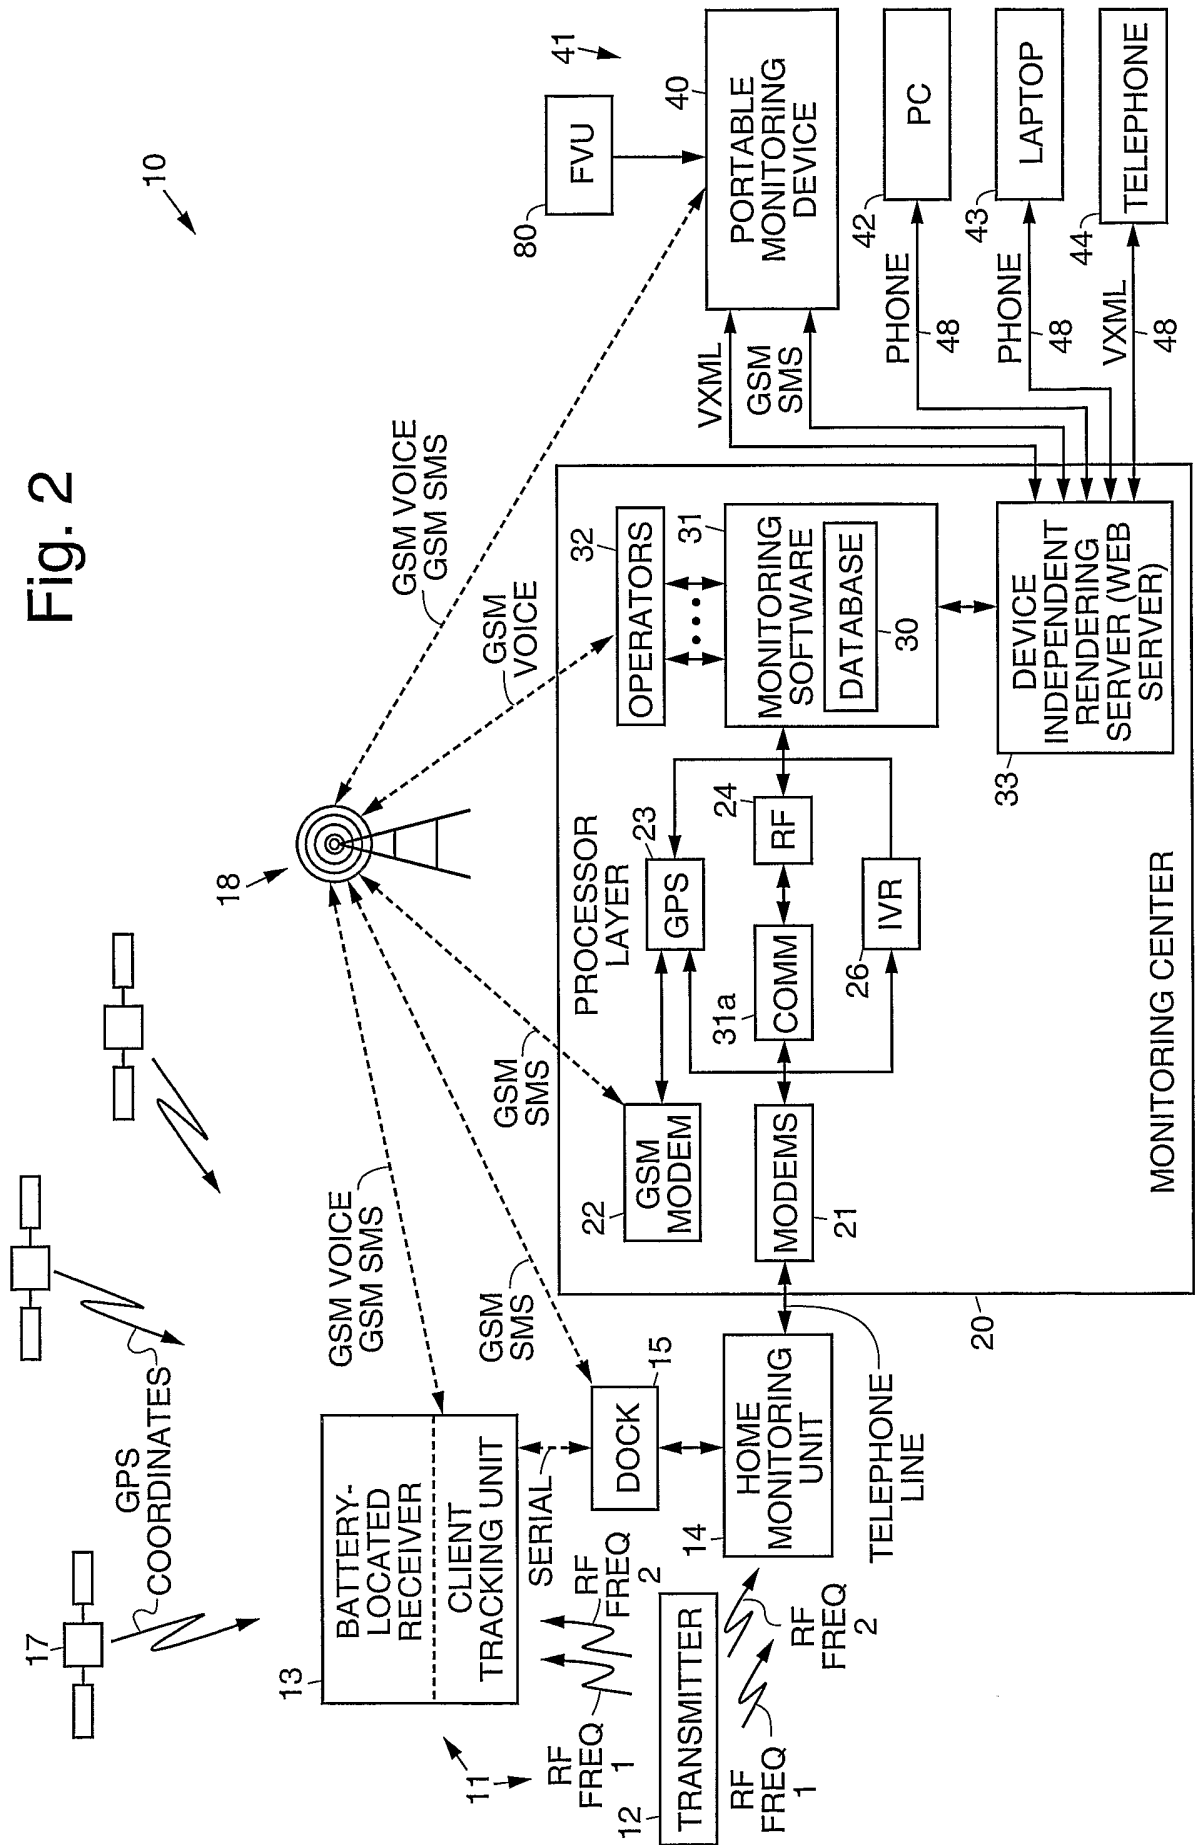 Fig. 2
10
17
GPS
COORDINATES
18
GSM VOICE
GSM SMS
GSM
SMS
GSM
SMS
GSM
VOICE
GSM VOICE
GSM SMS
11
13
BATTERY-
LOCATED
RECEIVER
CLIENT
TRACKING UNIT
SERIAL
DOCK
15
RF
FREQ
1
RF
FREQ
2
12
TRANSMITTER
RF
FREQ
1
RF
FREQ
2
14
HOME
MONITORING
UNIT
TELEPHONE
LINE
20
PROCESSOR
LAYER
22
GSM
MODEM
MODEMS
21
23
GPS
24
RF
31a
COMM
26
IVR
32
OPERATORS
31
MONITORING
SOFTWARE
DATABASE
30
DEVICE
INDEPENDENT
RENDERING
SERVER (WEB
SERVER)
33
MONITORING CENTER
80
FVU
41
40
PORTABLE
MONITORING
DEVICE
VXML
GSM
SMS
42
PC
PHONE
48
43
LAPTOP
PHONE
48
44
TELEPHONE
VXML
48